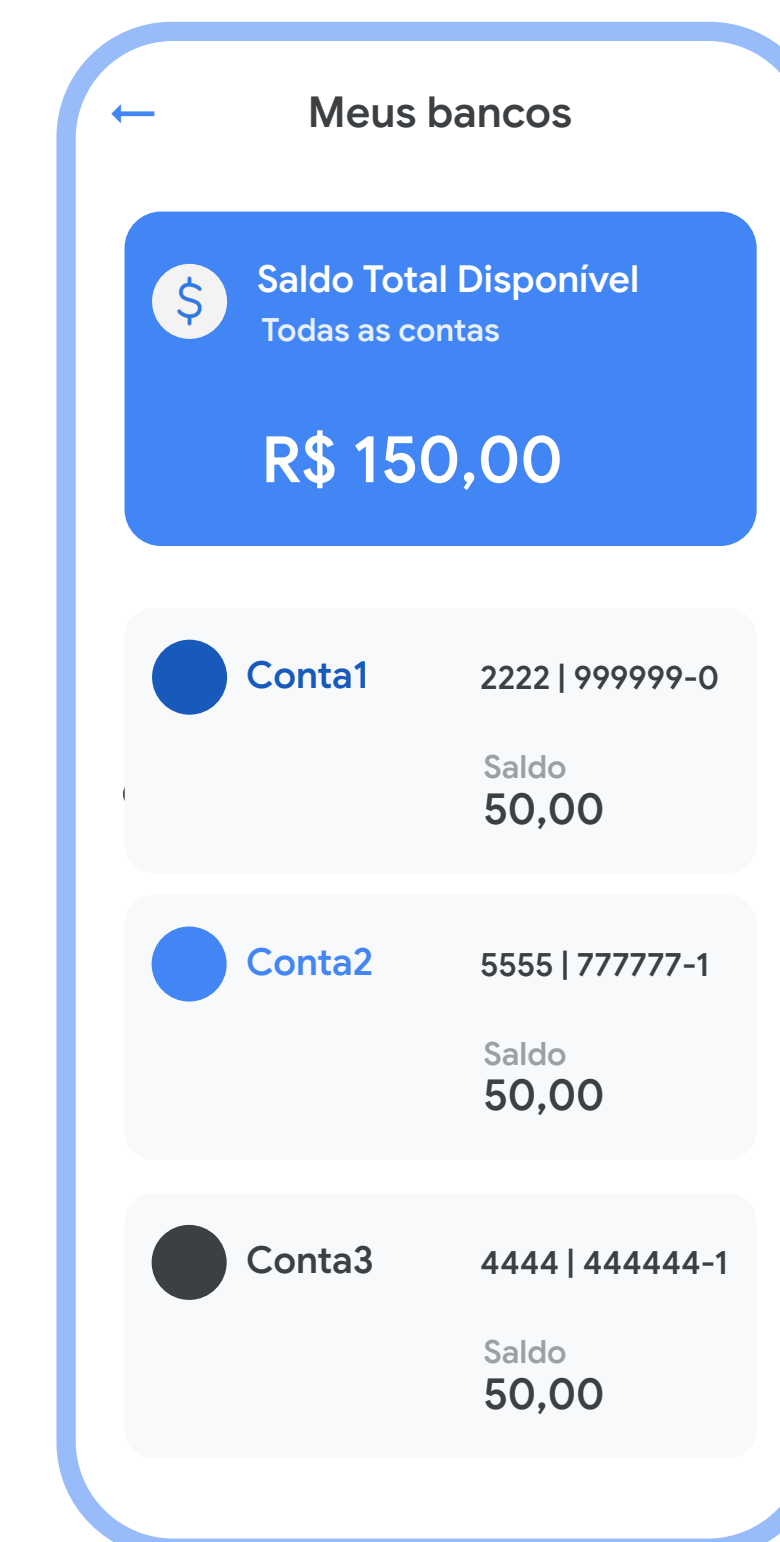 Meus bancos
$
Saldo Total Disponível
Todas as contas
R$ 150,00
Conta1
2222 | 999999-0
Saldo
50,00
Conta2
5555 | 777777-1
Saldo
50,00
Conta3
4444 | 444444-1
Saldo
50,00